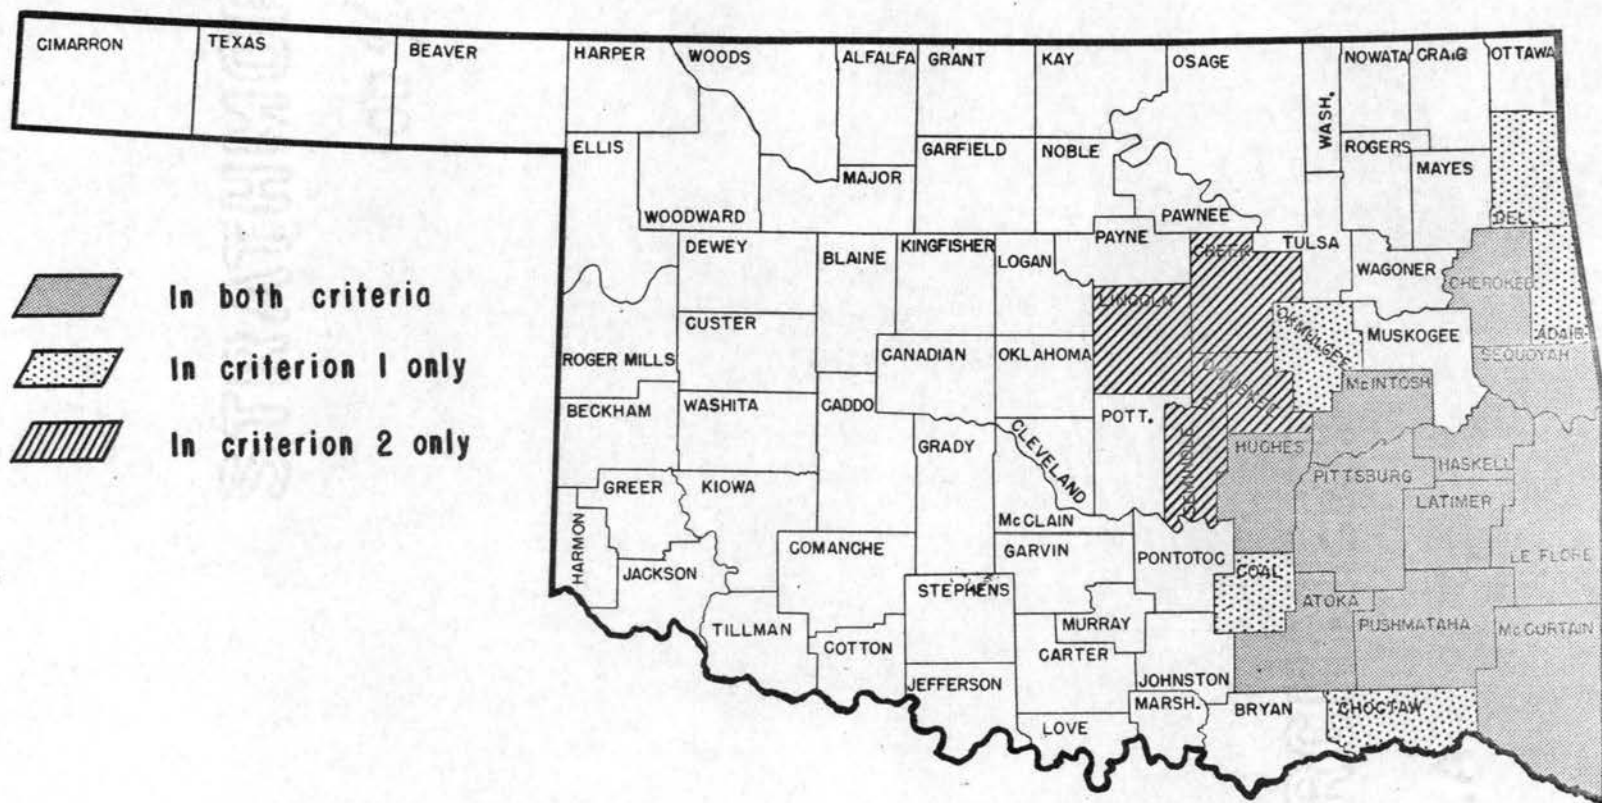 CIMARRON
TEXAS
BEAVER
HARPER
WOODS
ALFALFA
GRANT
KAY
OSAGE
WASH.
NOWATA
CRAIG
OTTAWA
ELLIS
WOODWARD
MAJOR
GARFIELD
NOBLE
PAWNEE
ROGERS
MAYES
DEL.
DEWEY
BLAINE
KINGFISHER
LOGAN
PAYNE
CREEK
TULSA
WAGONER
CHEROKEE
ADAIR
In both criteria
In criterion 1 only
In criterion 2 only
ROGER MILLS
CUSTER
CANADIAN
OKLAHOMA
LINCOLN
OKFUSKEE
OKMULGEE
MUSKOGEE
McINTOSH
SEQUOYAH
BECKHAM
WASHITA
CADDO
GRADY
CLEVELAND
POTT.
SEMINOLE
HUGHES
PITTSBURG
HASKELL
LATIMER
LE FLORE
HARMON
GREER
KIOWA
JACKSON
COMANCHE
McCLAIN
GARVIN
PONTOTOC
COAL
ATOKA
PUSHMATAHA
McCURTAIN
TILLMAN
COTTON
STEPHENS
JEFFERSON
MURRAY
CARTER
JOHNSTON
MARSH.
LOVE
BRYAN
CHOCTAW